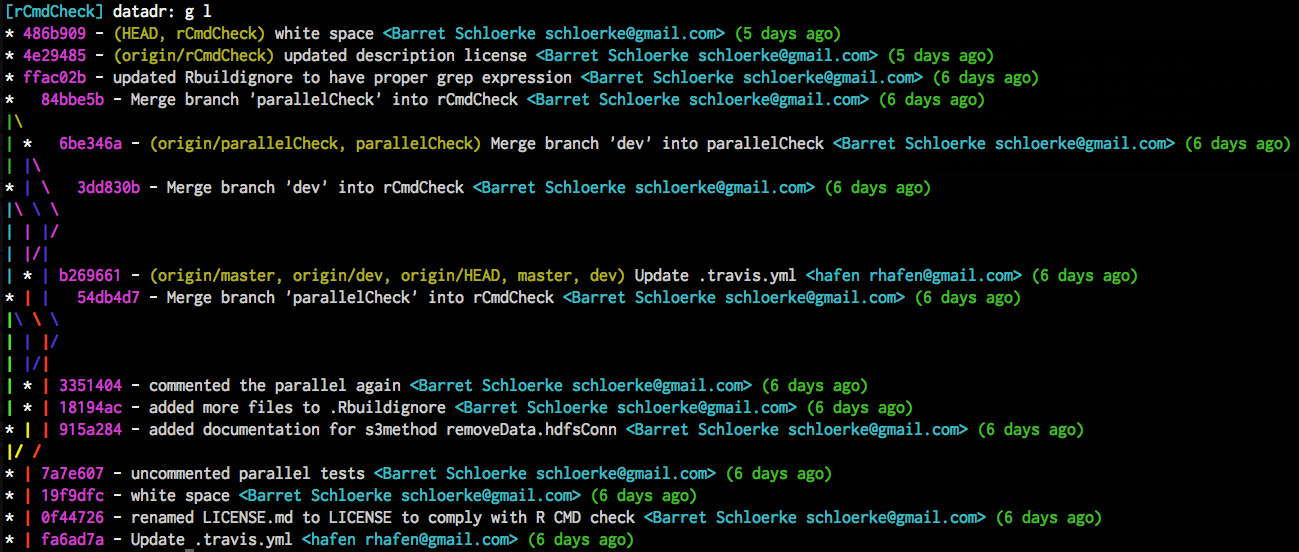 [rCmdCheck] datadr: g l
* 486b909 - (HEAD, rCmdCheck) white space <Barret Schloerke schloerke@gmail.com> (5 days ago)
* 4e29485 - (origin/rCmdCheck) updated description license <Barret Schloerke schloerke@gmail.com> (5 days ago)
* ffac02b - updated Rbuildignore to have proper grep expression <Barret Schloerke schloerke@gmail.com> (6 days ago)
*   84bbe5b - Merge branch 'parallelCheck' into rCmdCheck <Barret Schloerke schloerke@gmail.com> (6 days ago)
|\
| *   6be346a - (origin/parallelCheck, parallelCheck) Merge branch 'dev' into parallelCheck <Barret Schloerke schloerke@gmail.com> (6 days ago)
| |\
* | \   3dd830b - Merge branch 'dev' into rCmdCheck <Barret Schloerke schloerke@gmail.com> (6 days ago)
|\ \ \
| | |/
| |/|
| * | b269661 - (origin/master, origin/dev, origin/HEAD, master, dev) Update .travis.yml <hafen rhafen@gmail.com> (6 days ago)
* | |   54db4d7 - Merge branch 'parallelCheck' into rCmdCheck <Barret Schloerke schloerke@gmail.com> (6 days ago)
|\ \ \
| | |/
| |/|
| * | 3351404 - commented the parallel again <Barret Schloerke schloerke@gmail.com> (6 days ago)
| * | 18194ac - added more files to .Rbuildignore <Barret Schloerke schloerke@gmail.com> (6 days ago)
* | | 915a284 - added documentation for s3method removeData.hdfsConn <Barret Schloerke schloerke@gmail.com> (6 days ago)
|/ /
* | 7a7e607 - uncommented parallel tests <Barret Schloerke schloerke@gmail.com> (6 days ago)
* | 19f9dfc - white space <Barret Schloerke schloerke@gmail.com> (6 days ago)
* | 0f44726 - renamed LICENSE.md to LICENSE to comply with R CMD check <Barret Schloerke schloerke@gmail.com> (6 days ago)
* | fa6ad7a - Update .travis.yml <hafen rhafen@gmail.com> (6 days ago)